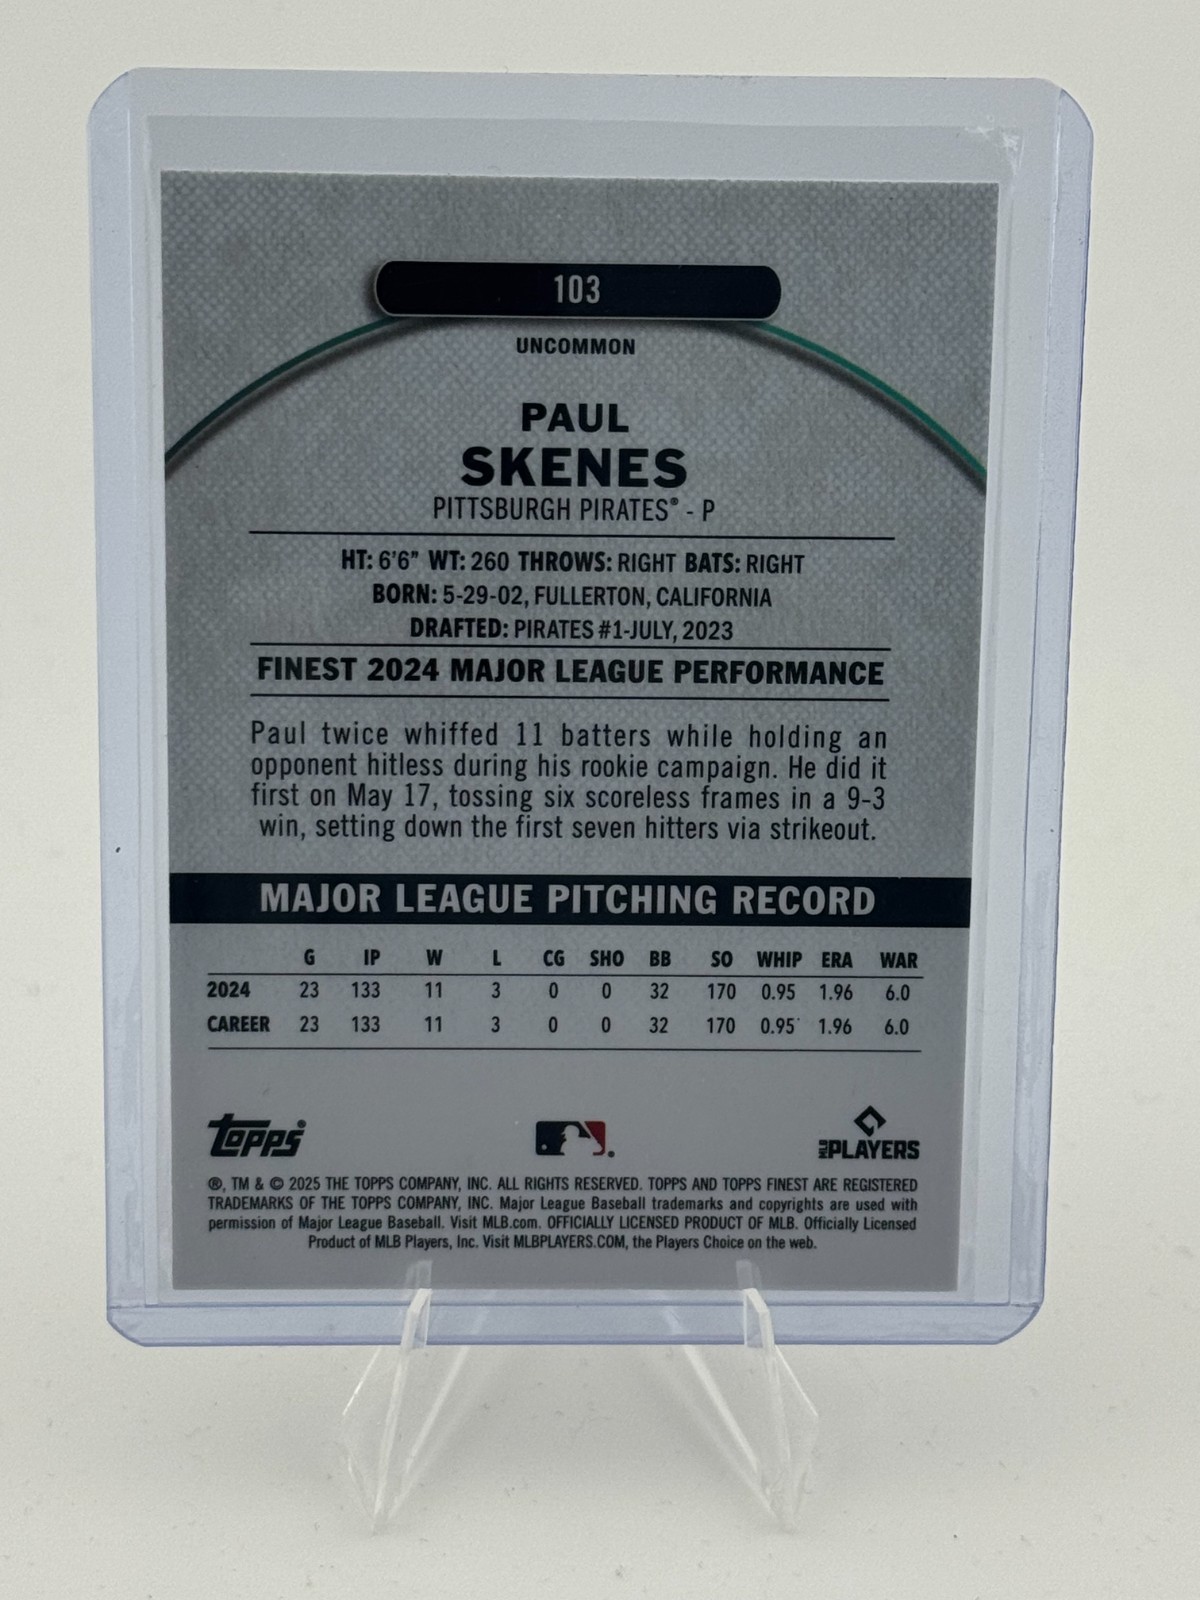 103
UNCOMMON
PAUL
SKENES
PITTSBURGH PIRATES® - P
HT: 6'6" WT: 260 THROWS: RIGHT BATS: RIGHT
BORN: 5-29-02, FULLERTON, CALIFORNIA
DRAFTED: PIRATES #1-JULY, 2023
FINEST 2024 MAJOR LEAGUE PERFORMANCE
Paul twice whiffed 11 batters while holding an
opponent hitless during his rookie campaign. He did it
first on May 17, tossing six scoreless frames in a 9-3
win, setting down the first seven hitters via strikeout.
MAJOR LEAGUE PITCHING RECORD
G IP W L CG SHO BB SO WHIP ERA WAR
2024 23 133 11 3 0 0 32 170 0.95 1.96 6.0
CAREER 23 133 11 3 0 0 32 170 0.95 1.96 6.0
topps® MLB PLAYERS
®, TM & © 2025 THE TOPPS COMPANY, INC. ALL RIGHTS RESERVED. TOPPS AND TOPPS FINEST ARE REGISTERED
TRADEMARKS OF THE TOPPS COMPANY, INC. Major League Baseball trademarks and copyrights are used with
permission of Major League Baseball. Visit MLB.com. OFFICIALLY LICENSED PRODUCT OF MLB. Officially Licensed
Product of MLB Players, Inc. Visit MLBPLAYERS.COM, the Players Choice on the web.